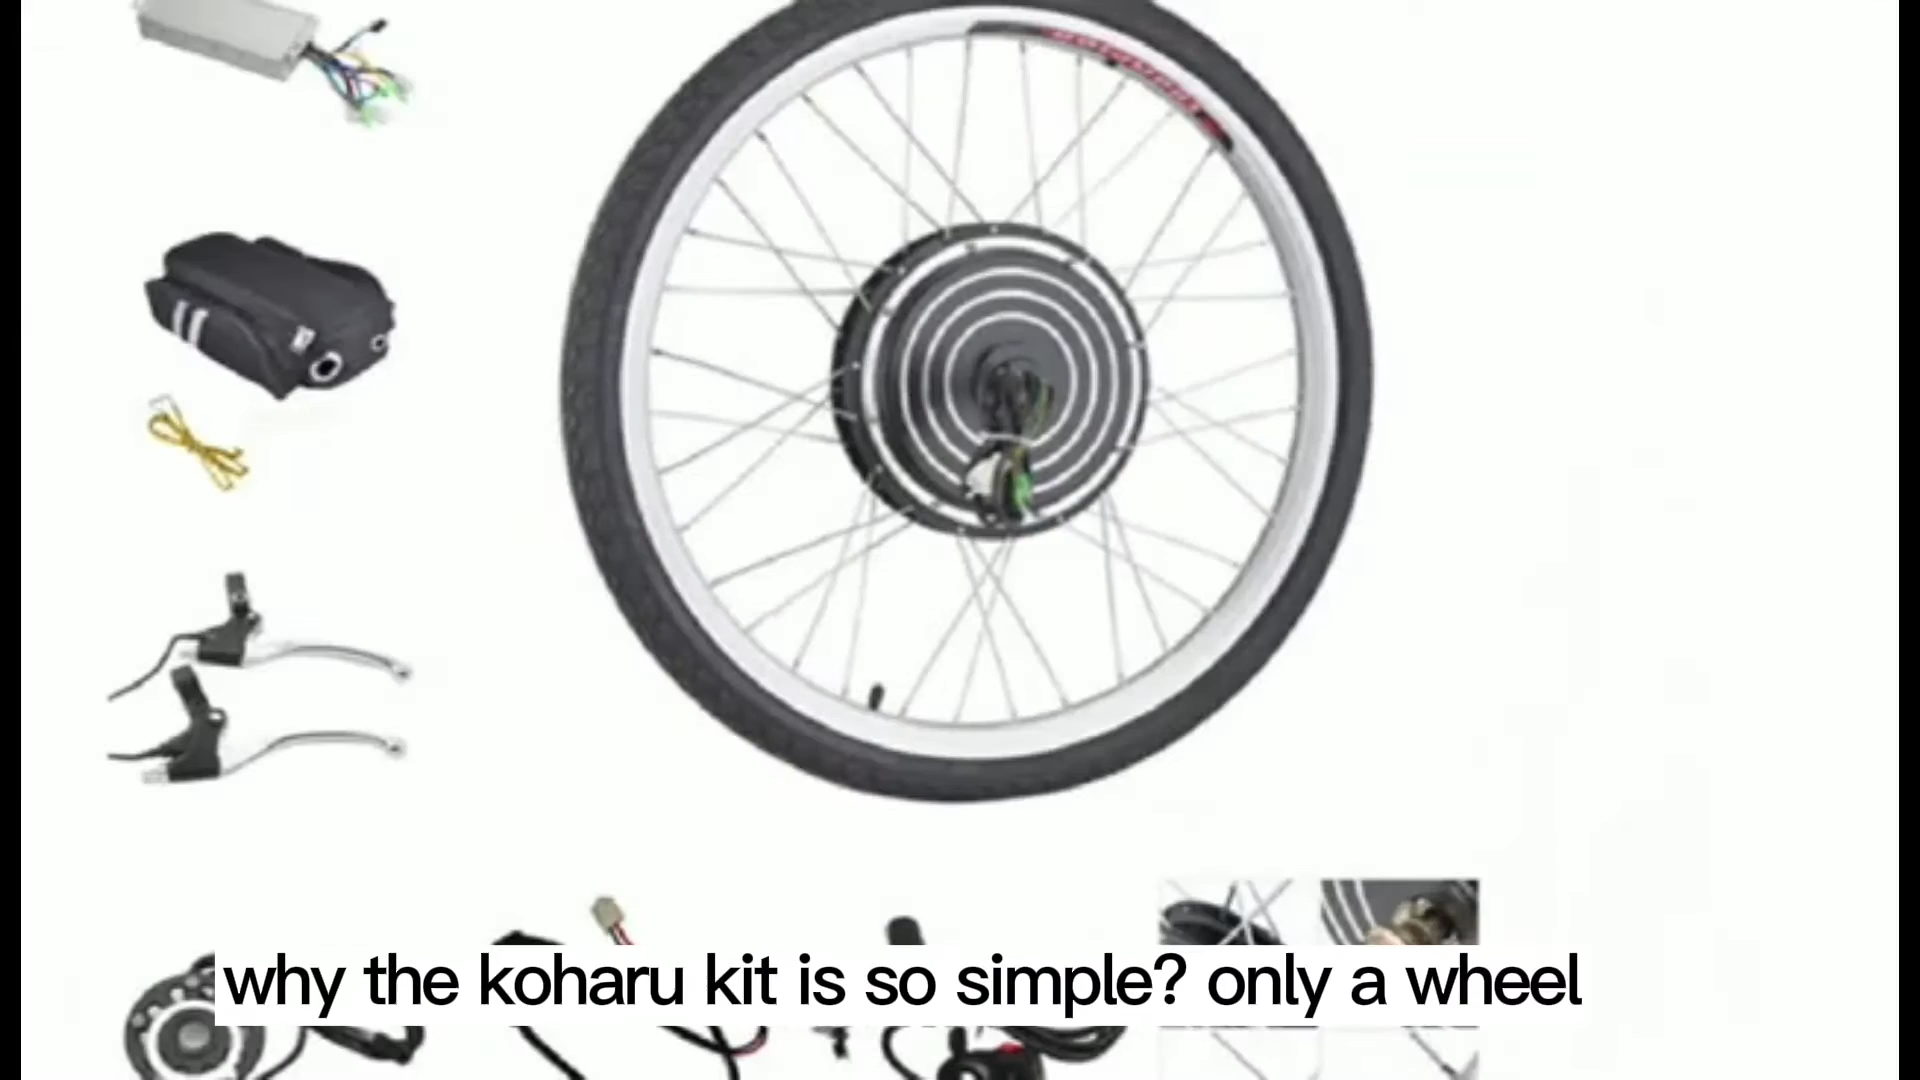 why the koharu kit is so simple? only a wheel